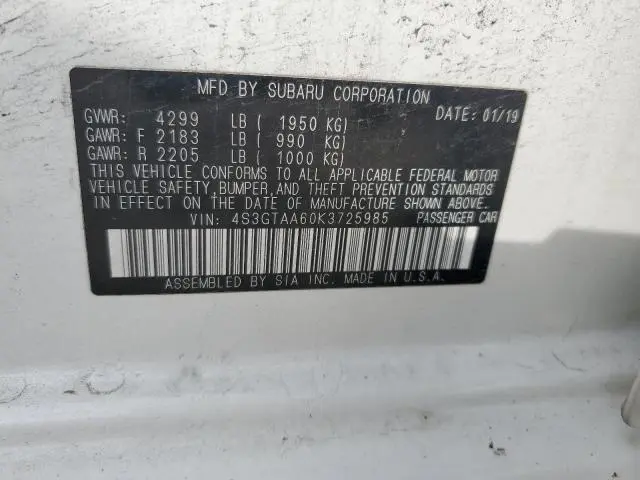 MFD BY SUBARU CORPORATION
GVWR: 4299 LB ( 1950 KG) DATE: 01/19
GAWR: F 2183 LB ( 990 KG)
GAWR: R 2205 LB ( 1000 KG)
THIS VEHICLE CONFORMS TO ALL APPLICABLE FEDERAL MOTOR
VEHICLE SAFETY, BUMPER, AND THEFT PREVENTION STANDARDS
IN EFFECT ON THE DATE OF MANUFACTURE SHOWN ABOVE.
VIN: 4S3GTAA60K3725985 PASSENGER CAR
ASSEMBLED BY SIA INC. MADE IN U.S.A.